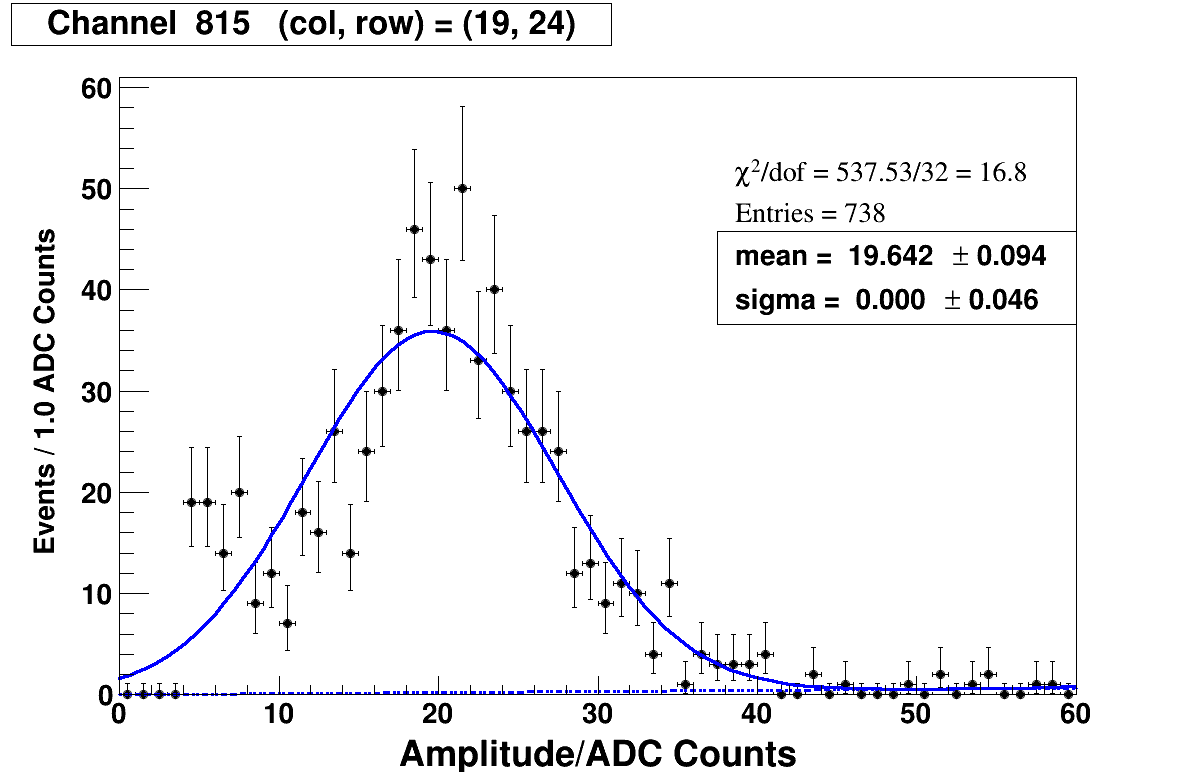 Channel 815 (col, row) = (19, 24)
60
50
40
30
20
10
0
Events / 1.0 ADC Counts
χ²/dof = 537.53/32 = 16.8
Entries = 738
mean = 19.642 ± 0.094
sigma = 0.000 ± 0.046
0 10 20 30 40 50 60
Amplitude/ADC Counts